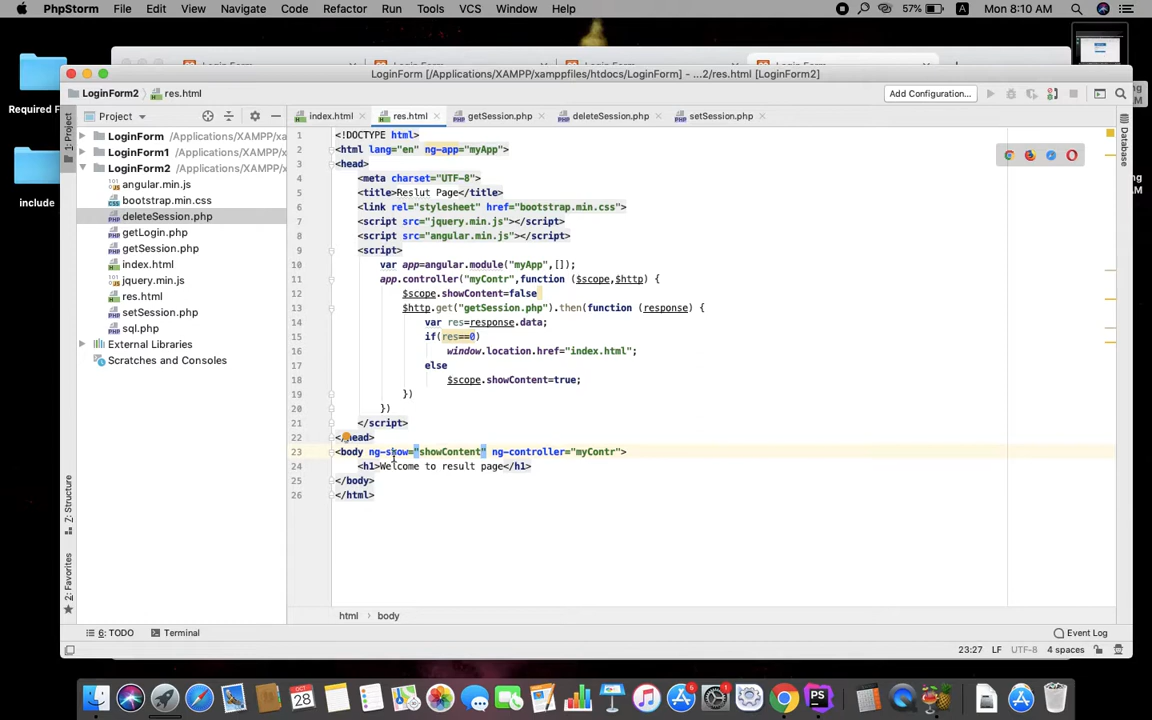 PhpStorm File Edit View Navigate Code Refactor Run Tools VCS Window Help 57% A Mon 8:10 AM
LoginForm [/Applications/XAMPP/xamppfiles/htdocs/LoginForm] - ...2/res.html [LoginForm2]
LoginForm2 res.html Add Configuration...
Required F
include
1: Project
Z: Structure
2: Favorites
Project
LoginForm /Applications/XAMPP/xa
LoginForm1 /Applications/XAMPP/xa
LoginForm2 /Applications/XAMPP/x
angular.min.js
bootstrap.min.css
deleteSession.php
getLogin.php
getSession.php
index.html
jquery.min.js
res.html
setSession.php
sql.php
External Libraries
Scratches and Consoles
index.html res.html getSession.php deleteSession.php setSession.php
1 <!DOCTYPE html>
2 <html lang="en" ng-app="myApp">
3 <head>
4 <meta charset="UTF-8">
5 <title>Reslut Page</title>
6 <link rel="stylesheet" href="bootstrap.min.css">
7 <script src="jquery.min.js"></script>
8 <script src="angular.min.js"></script>
9 <script>
10 var app=angular.module("myApp",[]);
11 app.controller("myContr",function ($scope,$http) {
12 $scope.showContent=false
13 $http.get("getSession.php").then(function (response) {
14 var res=response.data;
15 if(res==0)
16 window.location.href="index.html";
17 else
18 $scope.showContent=true;
19 })
20 })
21 </script>
22 </head>
23 <body ng-show="showContent" ng-controller="myContr">
24 <h1>Welcome to result page</h1>
25 </body>
26 </html>
Database
html body
6: TODO Terminal Event Log
23:27 LF UTF-8 4 spaces
OCT
28
PS